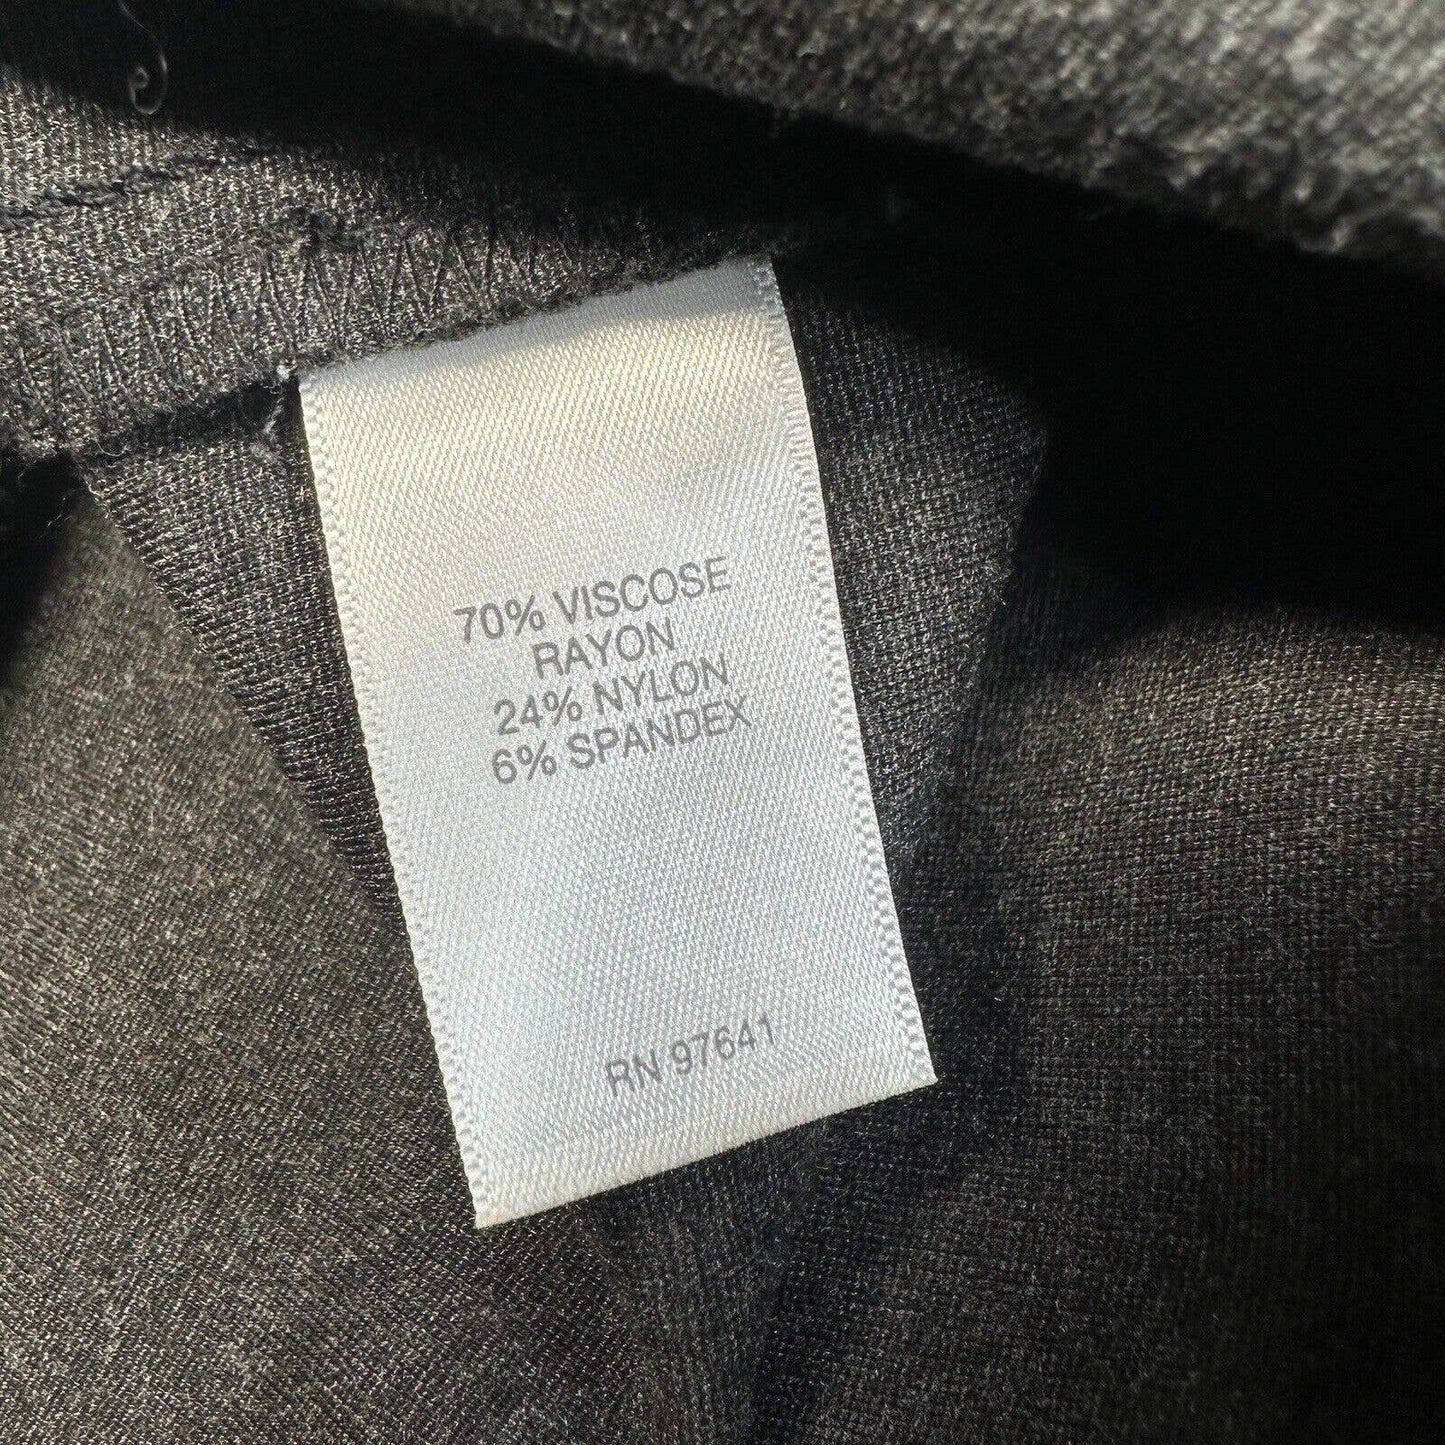 70% VISCOSE
RAYON
24% NYLON
6% SPANDEX
RN 97641